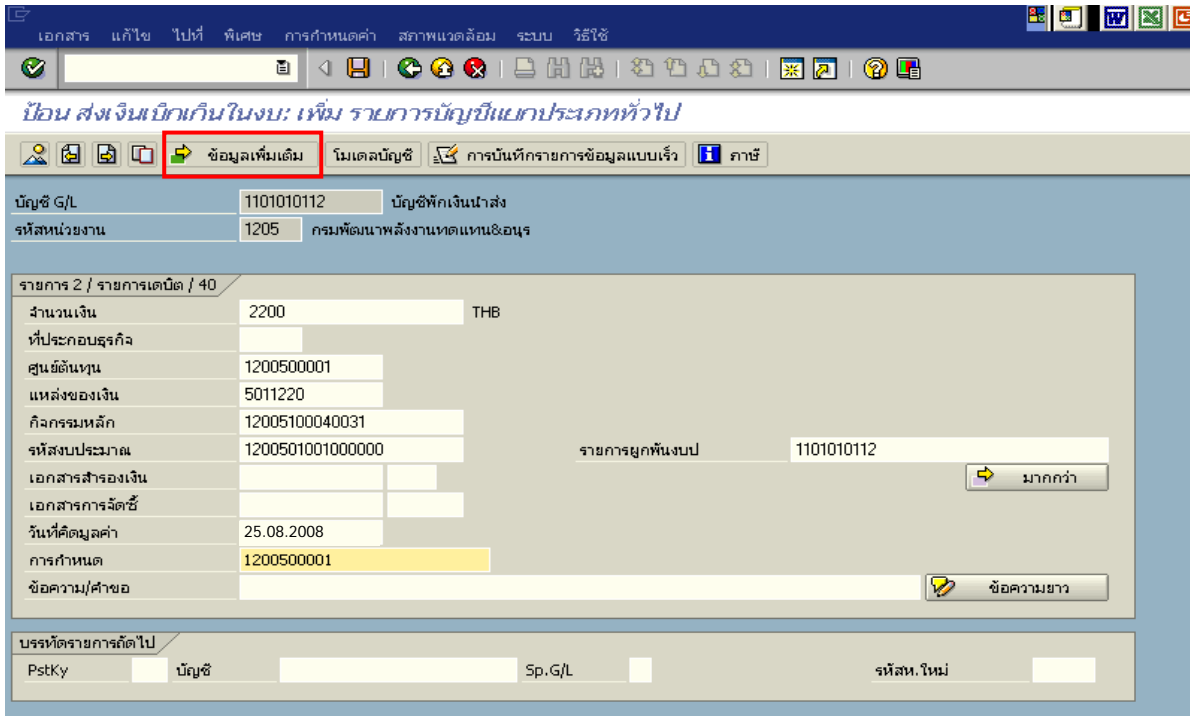 เอกสาร แก้ไข ไปที่ พิเศษ การกำหนดค่า สภาพแวดล้อม ระบบ วิธีใช้
ป้อน ส่งเงินเบิกเกินในงบ: เพิ่ม รายการบัญชีแยกประเภททั่วไป
ข้อมูลเพิ่มเติม โมเดลบัญชี การบันทึกรายการข้อมูลแบบเร็ว ภาษี
บัญชี G/L 1101010112 บัญชีพักเงินนำส่ง
รหัสหน่วยงาน 1205 กรมพัฒนาพลังงานทดแทน&อนุร
รายการ 2 / รายการเดบิต / 40
จำนวนเงิน 2200 THB
ที่ประกอบธุรกิจ
ศูนย์ต้นทุน 1200500001
แหล่งของเงิน 5011220
กิจกรรมหลัก 12005100040031
รหัสงบประมาณ 1200501001000000 รายการผูกพันงบป 1101010112
เอกสารสำรองเงิน มากกว่า
เอกสารการจัดซื้
วันที่คิดมูลค่า 25.08.2008
การกำหนด 1200500001
ข้อความ/คำขอ ข้อความยาว
บรรทัดรายการถัดไป
PstKy บัญชี Sp.G/L รหัสห.ใหม่